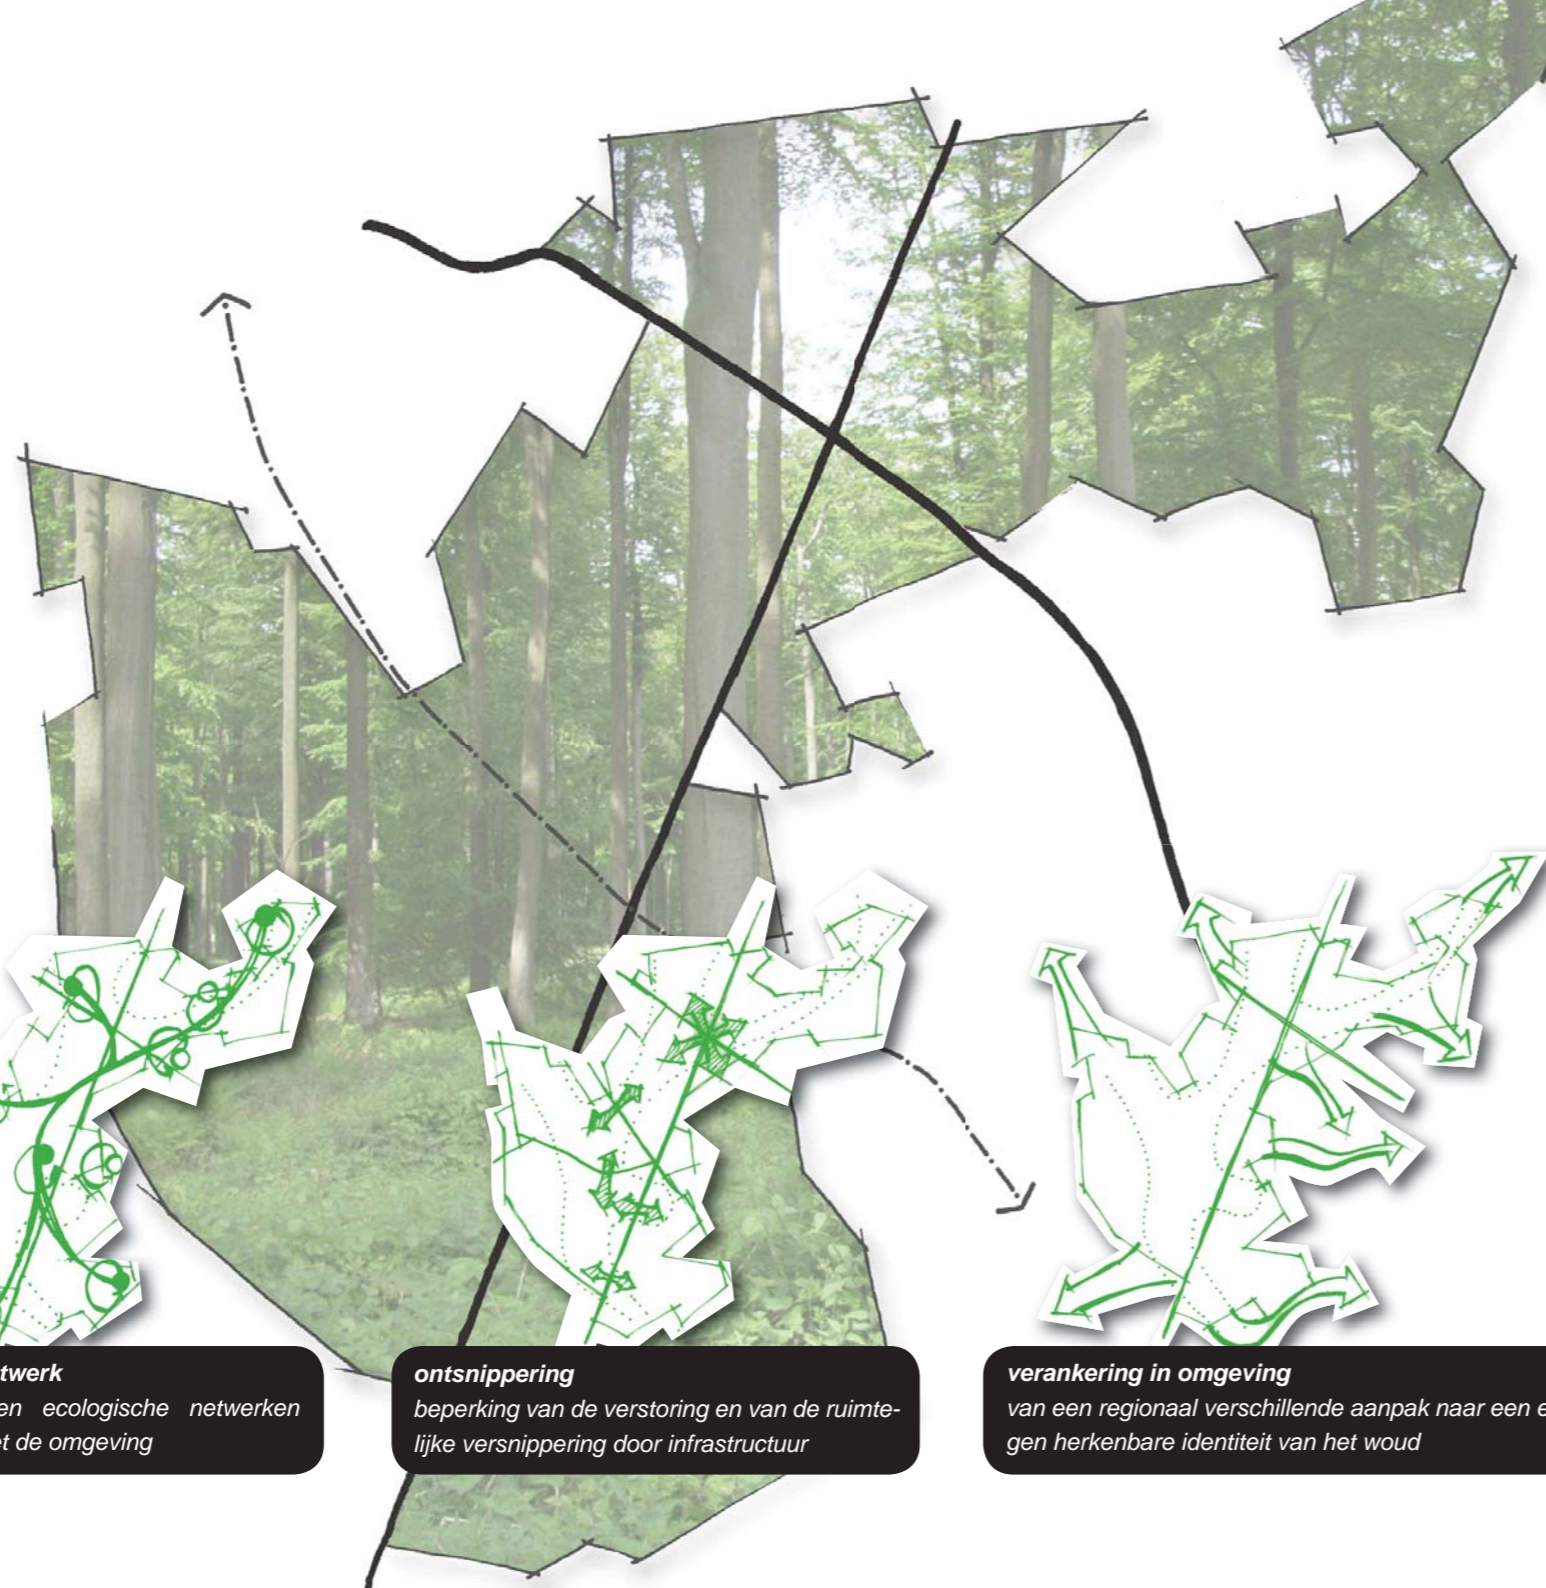 twerk
en ecologische netwerken
et de omgeving
ontsnippering
beperking van de verstoring en van de ruimte-
lijke versnippering door infrastructuur
verankering in omgeving
van een regionaal verschillende aanpak naar een e
gen herkenbare identiteit van het woud